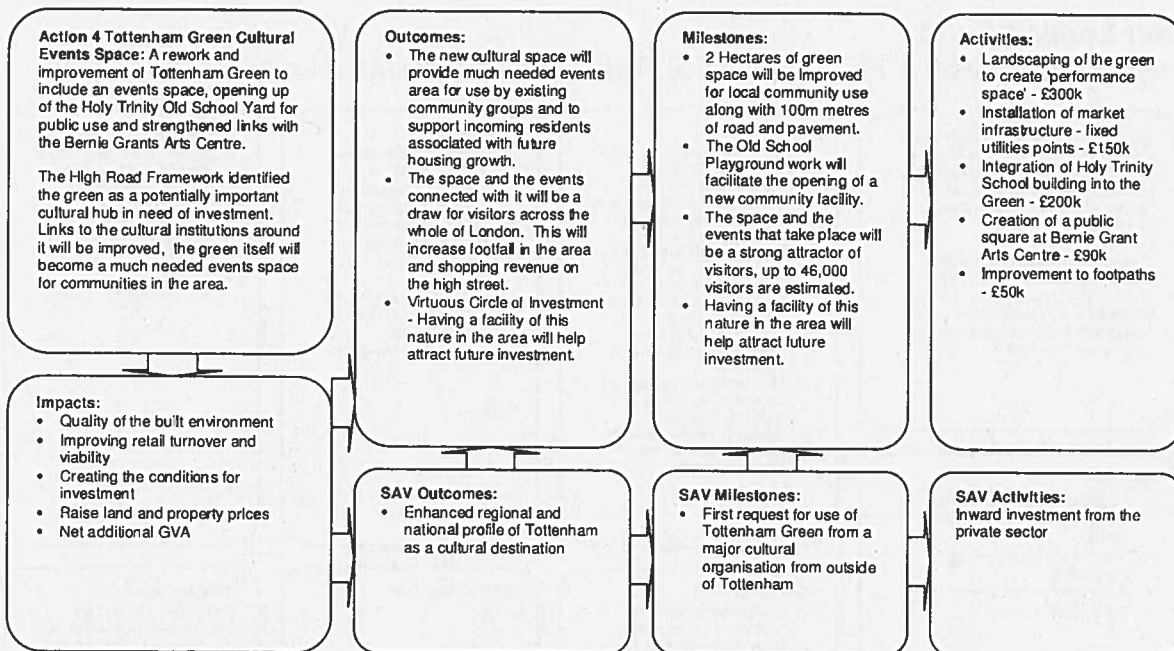 Action 4 Tottenham Green Cultural
Events Space: A rework and
improvement of Tottenham Green to
include an events space, opening up
of the Holy Trinity Old School Yard for
public use and strengthened links with
the Bernie Grants Arts Centre.
The High Road Framework identified
the green as a potentially important
cultural hub in need of investment.
Links to the cultural institutions around
it will be improved, the green itself will
become a much needed events space
for communities in the area.
Impacts:
• Quality of the built environment
• Improving retail turnover and
viability
• Creating the conditions for
investment
• Raise land and property prices
• Net additional GVA
Outcomes:
• The new cultural space will
provide much needed events
area for use by existing
community groups and to
support incoming residents
associated with future
housing growth.
• The space and the events
connected with it will be a
draw for visitors across the
whole of London. This will
increase footfall in the area
and shopping revenue on
the high street.
• Virtuous Circle of Investment
- Having a facility of this
nature in the area will help
attract future investment.
SAV Outcomes:
• Enhanced regional and
national profile of Tottenham
as a cultural destination
Milestones:
• 2 Hectares of green
space will be Improved
for local community use
along with 100m metres
of road and pavement.
• The Old School
Playground work will
facilitate the opening of a
new community facility.
• The space and the
events that take place will
be a strong attractor of
visitors, up to 46,000
visitors are estimated.
• Having a facility of this
nature in the area will
help attract future
investment.
SAV Milestones:
• First request for use of
Tottenham Green from a
major cultural
organisation from outside
of Tottenham
Activities:
• Landscaping of the green
to create 'performance
space' - £300k
• Installation of market
infrastructure - fixed
utilities points - £150k
• Integration of Holy Trinity
School building into the
Green - £200k
• Creation of a public
square at Bernie Grant
Arts Centre - £90k
• Improvement to footpaths
- £50k
SAV Activities:
Inward investment from the
private sector